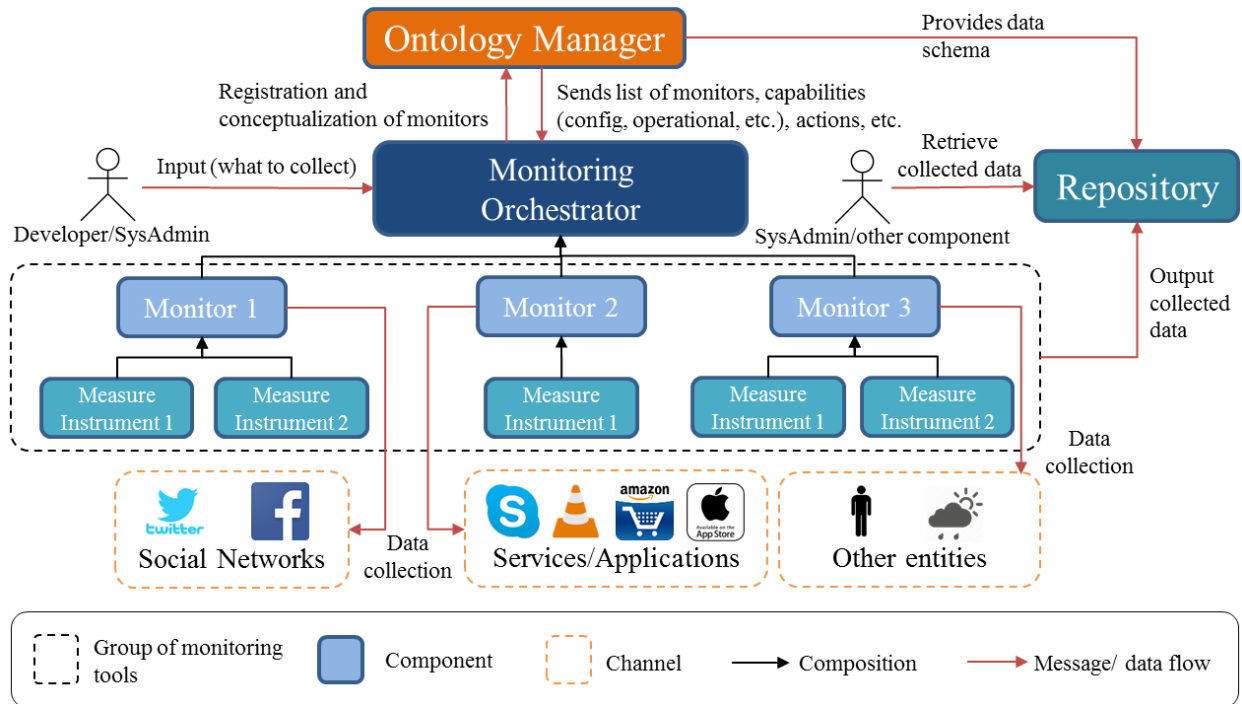 Ontology Manager
Provides data
schema
Registration and
conceptualization of monitors
Sends list of monitors, capabilities
(config, operational, etc.), actions, etc.
Input (what to collect)
Developer/SysAdmin
Monitoring
Orchestrator
Retrieve
collected data
SysAdmin/other component
Repository
Monitor 1
Monitor 2
Monitor 3
Output
collected
data
Measure
Instrument 1
Measure
Instrument 2
Measure
Instrument 1
Measure
Instrument 1
Measure
Instrument 2
Data
collection
twitter
f
Social Networks
Data
collection
S
amazon
Available on the
App Store
Services/Applications
Other entities
Group of monitoring
tools
Component
Channel
Composition
Message/ data flow